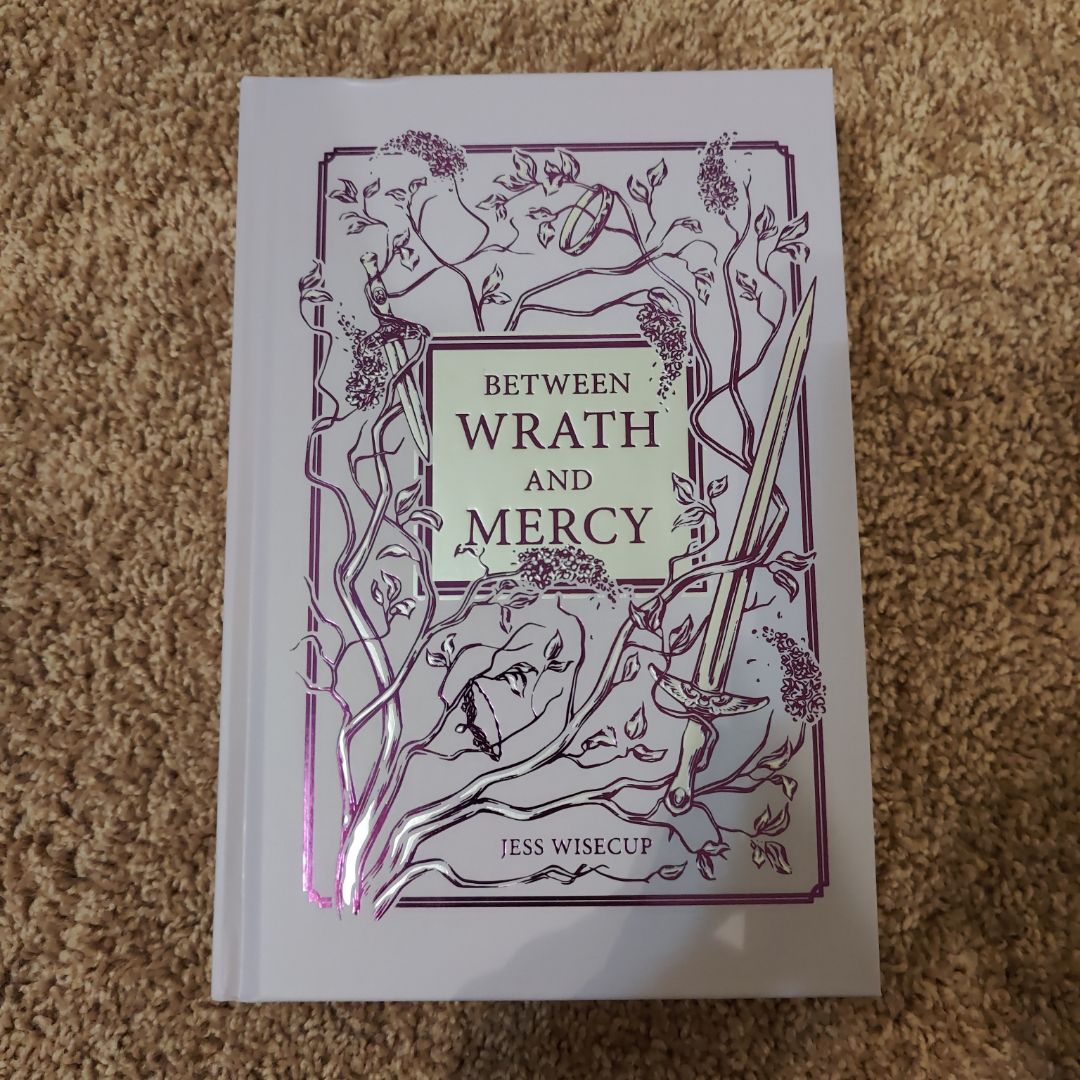 BETWEEN
WRATH
AND
MERCY
JESS WISECUP